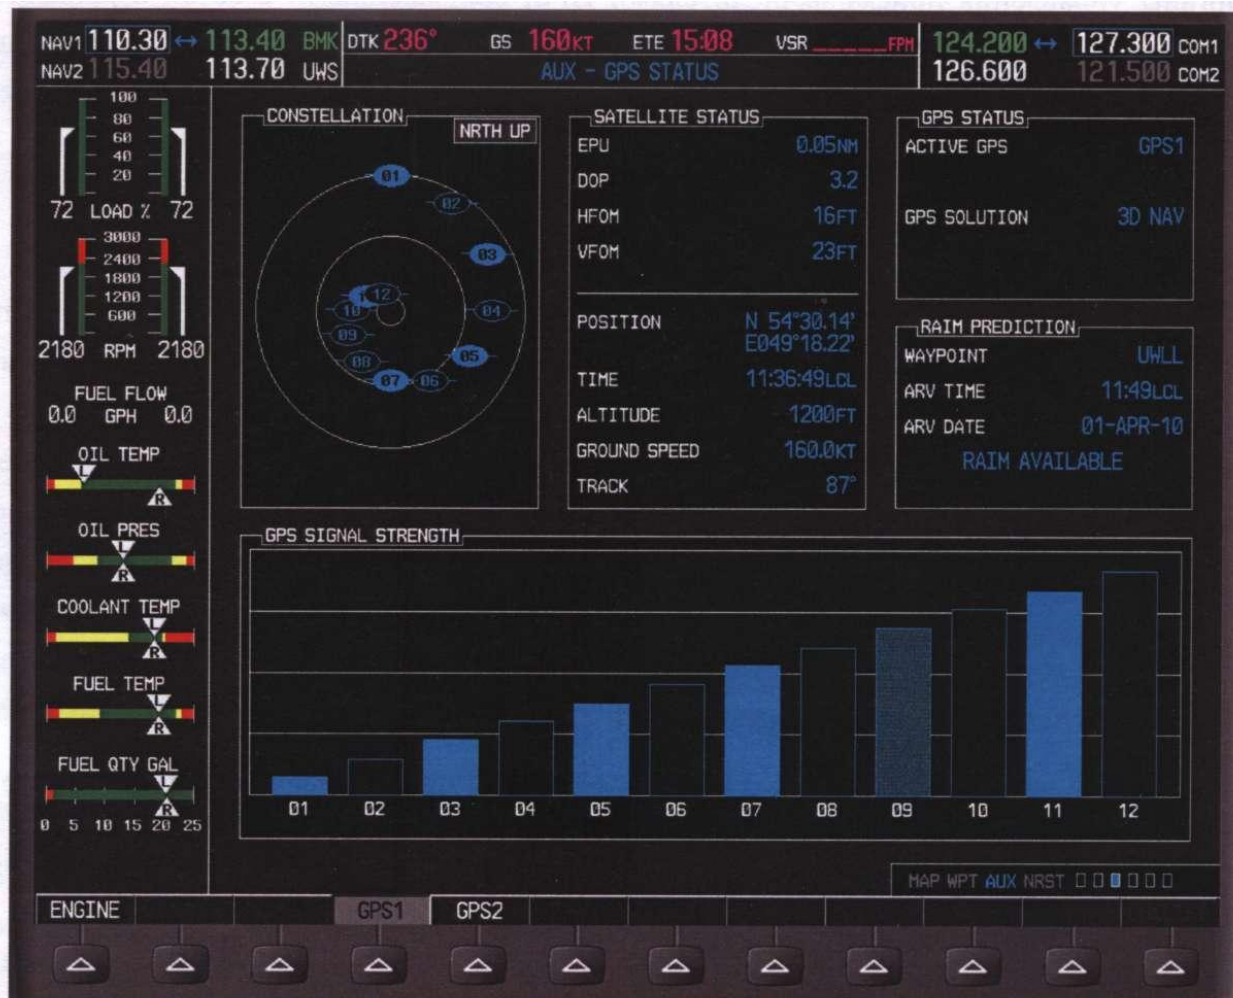 NAV1 110.30 ↔ 113.40 BMK DTK 236° GS 160KT ETE 15:08 VSR _____FPM 124.200 ↔ 127.300 COM1
NAV2 115.40 113.70 UWS AUX - GPS STATUS 126.600 121.500 COM2
100
80
60
40
20
72 LOAD % 72
3000
2400
1800
1200
600
2180 RPM 2180
FUEL FLOW
0.0 GPH 0.0
OIL TEMP
L
R
OIL PRES
L
R
COOLANT TEMP
L
R
FUEL TEMP
L
R
FUEL QTY GAL
L
R
0 5 10 15 20 25
CONSTELLATION
NRTH UP
01
02
03
12
10
04
09
08
05
07
06
SATELLITE STATUS
EPU 0.05NM
DOP 3.2
HFOM 16FT
VFOM 23FT
POSITION N 54°30.14'
E049°18.22'
TIME 11:36:49LCL
ALTITUDE 1200FT
GROUND SPEED 160.0KT
TRACK 87°
GPS STATUS
ACTIVE GPS GPS1
GPS SOLUTION 3D NAV
RAIM PREDICTION
WAYPOINT UWLL
ARV TIME 11:49LCL
ARV DATE 01-APR-10
RAIM AVAILABLE
GPS SIGNAL STRENGTH
01 02 03 04 05 06 07 08 09 10 11 12
MAP WPT AUX NRST
ENGINE GPS1 GPS2